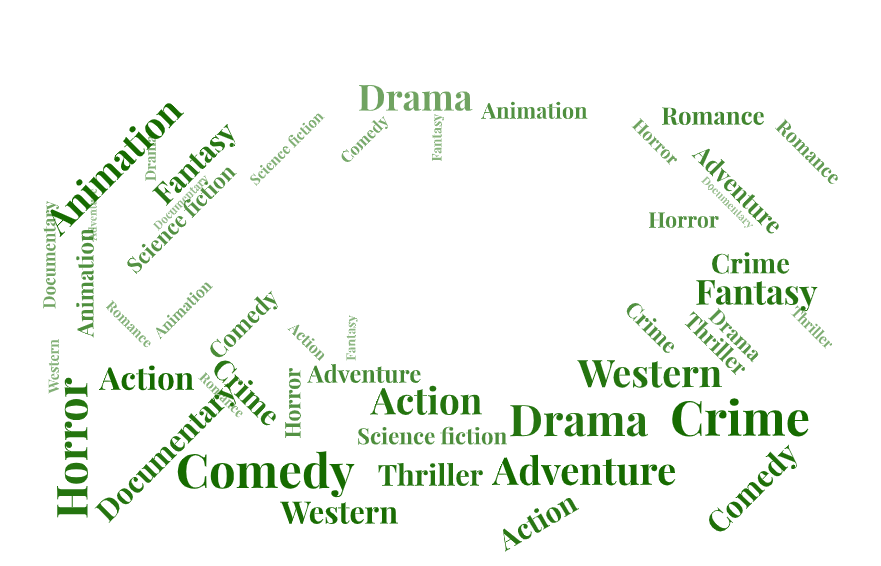 Drama
Animation
Romance
Animation
Fantasy
Drama
Science fiction
Comedy
Fantasy
Horror
Romance
Adventure
Documentary
Documentary
Science fiction
Horror
Documentary
Adventure
Animation
Crime
Fantasy
Romance
Animation
Comedy
Action
Fantasy
Crime
Drama
Thriller
Thriller
Western
Action
Romance
Crime
Horror
Adventure
Western
Horror
Documentary
Action
Science fiction
Drama
Crime
Comedy
Thriller
Adventure
Comedy
Western
Action